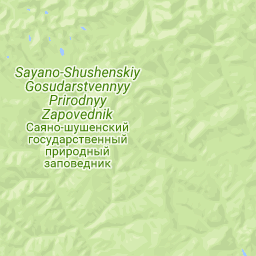 Sayano-Shushenskiy
Gosudarstvennyy
Prirodnyy
Zapovednik
Саяно-шушенский
государственный
природный
заповедник